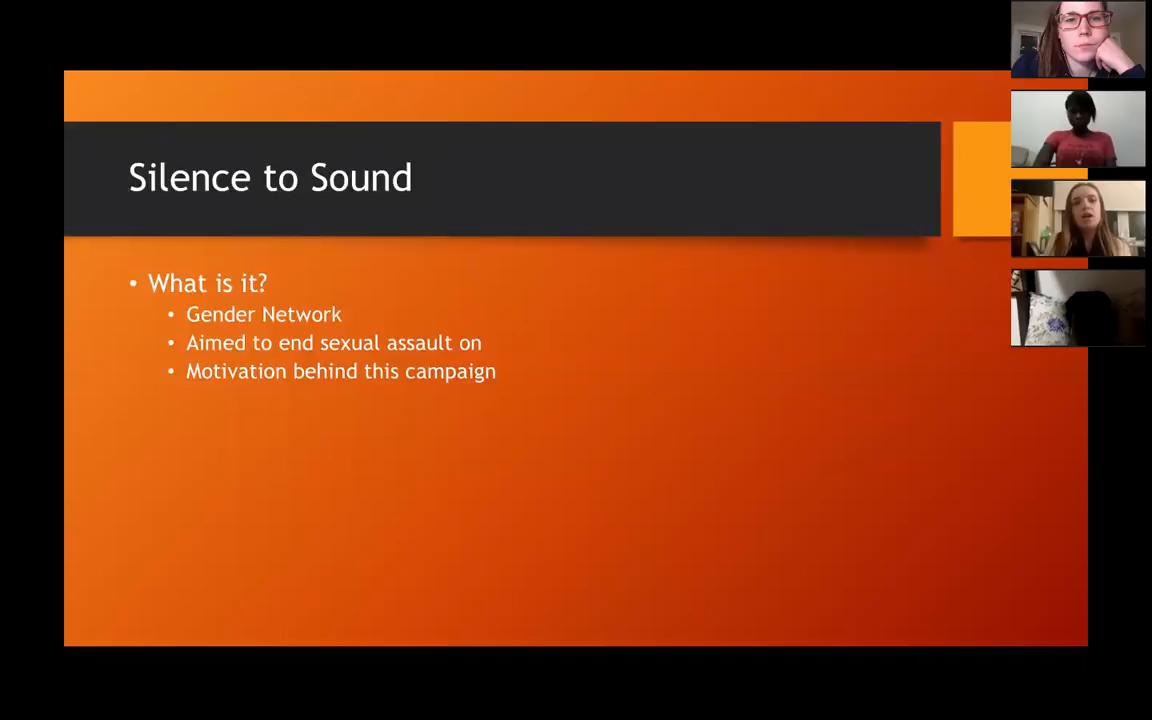 Silence to Sound
• What is it?
• Gender Network
• Aimed to end sexual assault on
• Motivation behind this campaign